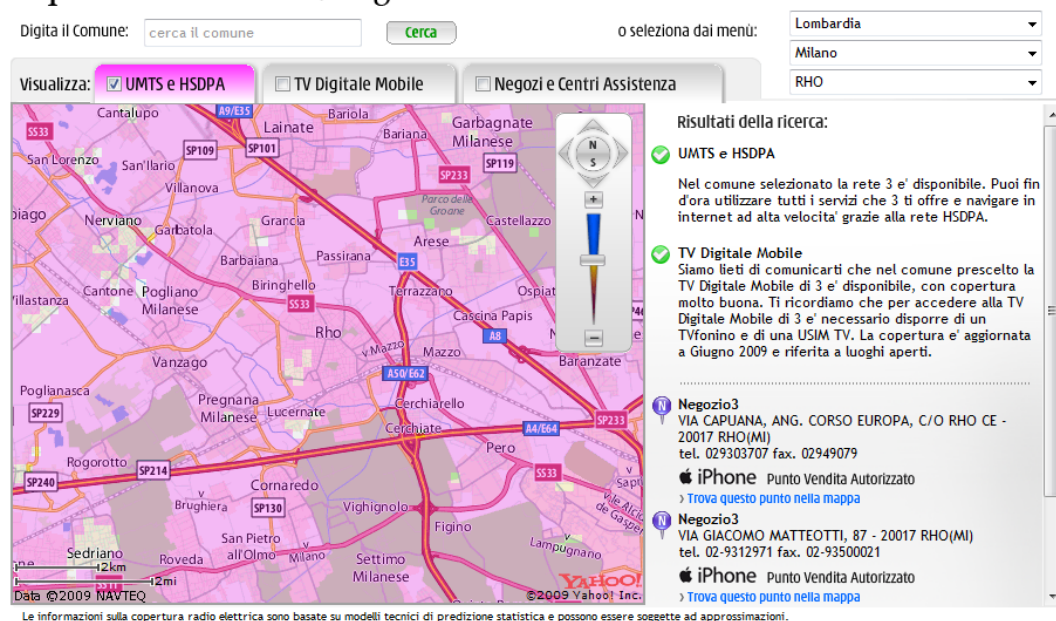 Digita il Comune:
cerca il comune
Cerca
o seleziona dai menù:
Lombardia
Milano
RHO
Visualizza:
UMTS e HSDPA
TV Digitale Mobile
Negozi e Centri Assistenza
Cantalupo
A9/E35
Bariola
SS33
Lainate
Bariana
Garbagnate
Milanese
San Lorenzo
San'Ilario
SP109
SP101
SP119
SP233
Villanova
Parco delle
Groane
Nerviano
Garbatola
Grancia
Castellazzo
Arese
Barbaiana
Passirana
E35
Cantone
Pogliano
Milanese
Biringhello
Terrazzano
SS33
Cascina Papis
Rho
A8
v Mazzo
Mazzo
Baranzate
Vanzago
A50/E62
Poglianasca
Pregnana
Milanese
Lucernate
Cerchiarello
SP229
Cerchiate
A4/E64
SP233
Pero
Rogorotto
SP214
SS33
SP240
Cornaredo
Brughiera
SP130
Vighignolo
Figino
San Pietro
all'Olmo
Milano
Lampugnano
Sedriano
Roveda
Settimo
Milanese
2km
2mi
SS11
N
S
YAHOO!
Data ©2009 NAVTEQ
©2009 Yahoo! Inc.
Risultati della ricerca:
UMTS e HSDPA
Nel comune selezionato la rete 3 e' disponibile. Puoi fin
d'ora utilizzare tutti i servizi che 3 ti offre e navigare in
internet ad alta velocita' grazie alla rete HSDPA.
TV Digitale Mobile
Siamo lieti di comunicarti che nel comune prescelto la
TV Digitale Mobile di 3 e' disponibile, con copertura
molto buona. Ti ricordiamo che per accedere alla TV
Digitale Mobile di 3 e' necessario disporre di un
TVfonino e di una USIM TV. La copertura e' aggiornata
a Giugno 2009 e riferita a luoghi aperti.
N
Negozio3
VIA CAPUANA, ANG. CORSO EUROPA, C/O RHO CE -
20017 RHO(MI)
tel. 029303707 fax. 02949079
iPhone Punto Vendita Autorizzato
› Trova questo punto nella mappa
N
Negozio3
VIA GIACOMO MATTEOTTI, 87 - 20017 RHO(MI)
tel. 02-9312971 fax. 02-93500021
iPhone Punto Vendita Autorizzato
› Trova questo punto nella mappa
Le informazioni sulla copertura radio elettrica sono basate su modelli tecnici di predizione statistica e possono essere soggette ad approssimazioni.